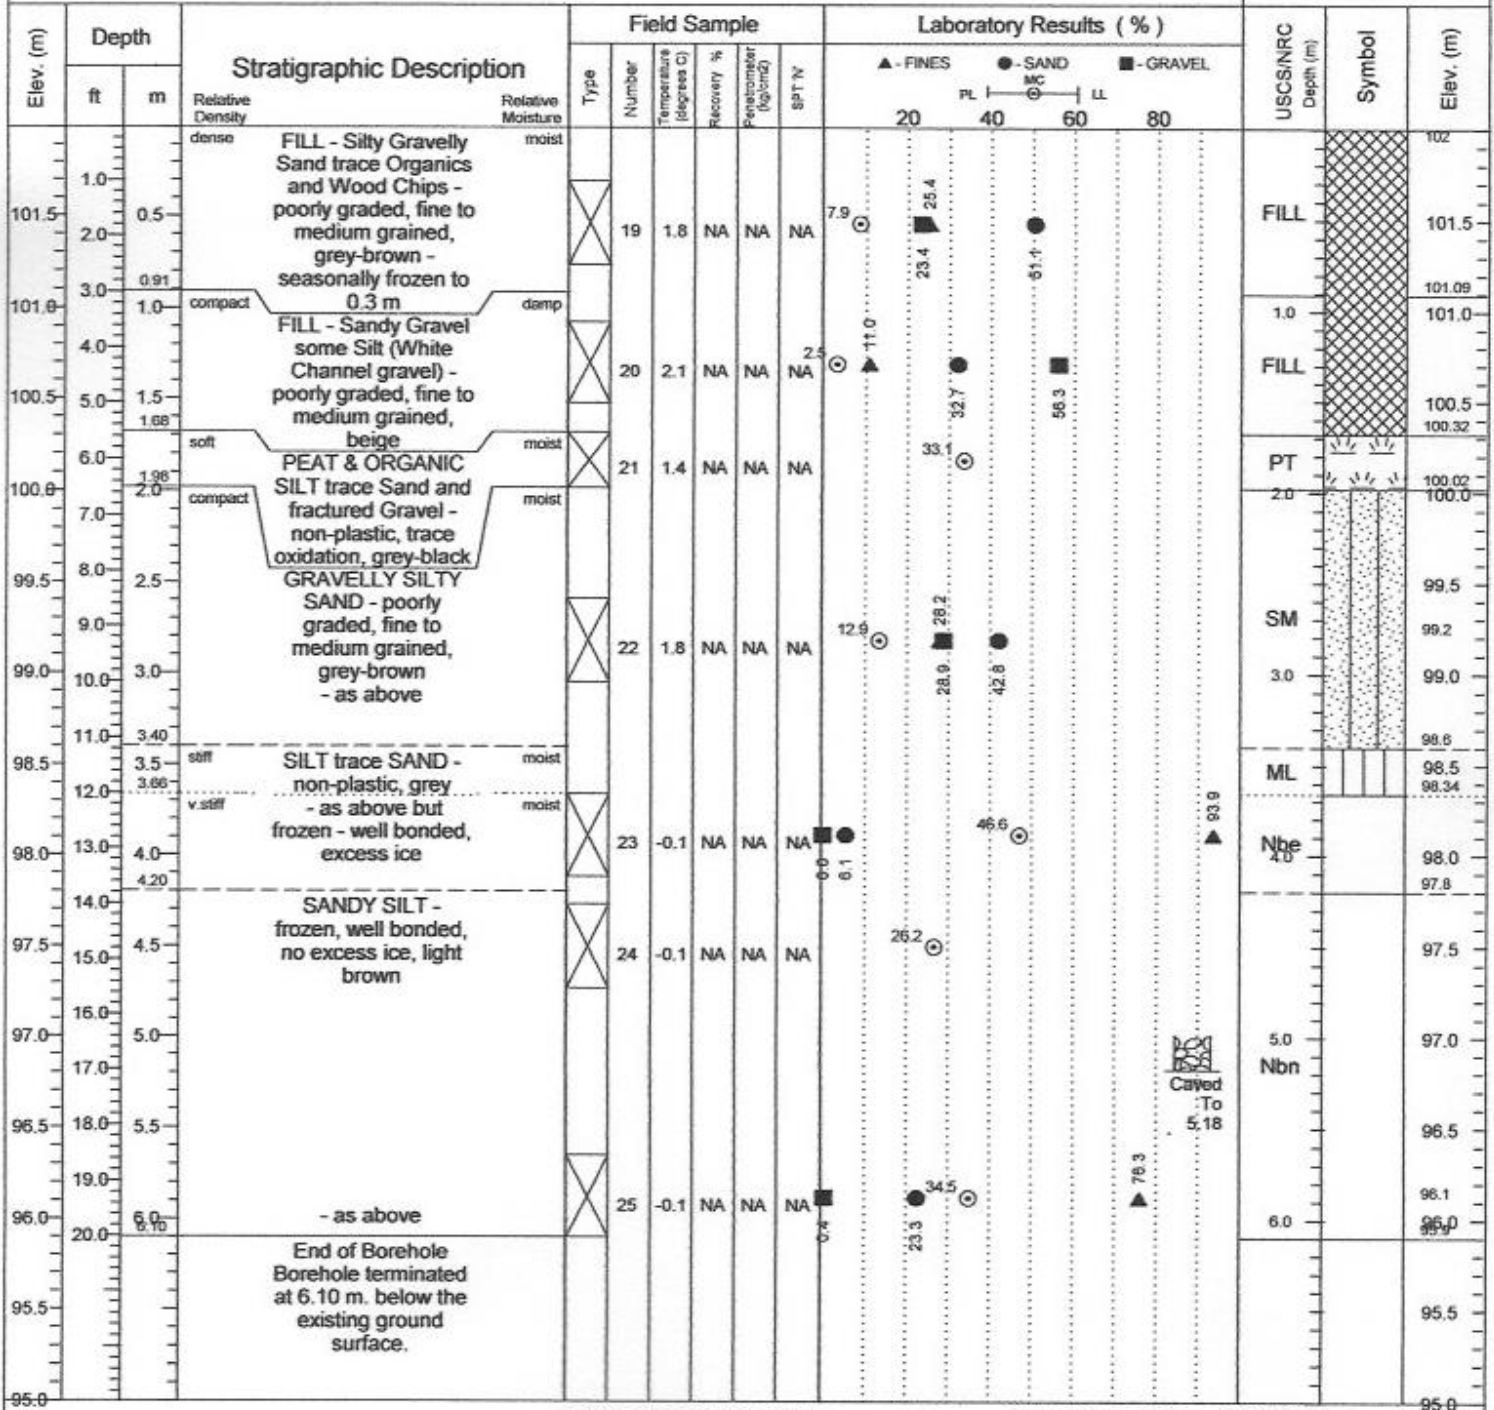 Elev. (m)
Depth
ft
m
Stratigraphic Description
Relative Density
Relative Moisture
Field Sample
Type
Number
Temperature (degrees C)
Recovery %
Penetrometer (kg/cm2)
SPT 'N'
Laboratory Results ( % )
▲ - FINES ● - SAND ■ - GRAVEL
MC
PL LL
20 40 60 80
USCS/NRC
Depth (m)
Symbol
Elev. (m)
101.5
101.0
100.5
100.0
99.5
99.0
98.5
98.0
97.5
97.0
96.5
96.0
95.5
95.0
1.0
2.0
3.0
4.0
5.0
6.0
7.0
8.0
9.0
10.0
11.0
12.0
13.0
14.0
15.0
16.0
17.0
18.0
19.0
20.0
0.5
0.91
1.0
1.5
1.68
1.98
2.0
2.5
3.0
3.40
3.5
3.66
4.0
4.20
4.5
5.0
5.5
6.0
6.10
dense FILL - Silty Gravelly moist
Sand trace Organics
and Wood Chips -
poorly graded, fine to
medium grained,
grey-brown -
seasonally frozen to
compact 0.3 m damp
FILL - Sandy Gravel
some Silt (White
Channel gravel) -
poorly graded, fine to
medium grained,
soft beige moist
PEAT & ORGANIC
compact SILT trace Sand and moist
fractured Gravel -
non-plastic, trace
oxidation, grey-black
GRAVELLY SILTY
SAND - poorly
graded, fine to
medium grained,
grey-brown
- as above
stiff SILT trace SAND - moist
non-plastic, grey
v.stiff - as above but moist
frozen - well bonded,
excess ice
SANDY SILT -
frozen, well bonded,
no excess ice, light
brown
- as above
End of Borehole
Borehole terminated
at 6.10 m. below the
existing ground
surface.
19 1.8 NA NA NA
20 2.1 NA NA NA
21 1.4 NA NA NA
22 1.8 NA NA NA
23 -0.1 NA NA NA
24 -0.1 NA NA NA
25 -0.1 NA NA NA
7.9 25.4
23.4 51.1
2.5 11.0
32.7 56.3
33.1
12.9 28.2
28.9 42.8
46.6 93.9
0.0 6.1
26.2
Caved
To
5.18
34.5 76.3
0.4 23.3
FILL
1.0
FILL
PT
2.0
SM
3.0
ML
Nbe
4.0
5.0
Nbn
6.0
102
101.5
101.09
101.0
100.5
100.32
100.02
100.0
99.5
99.2
99.0
98.6
98.5
98.34
98.0
97.8
97.5
97.0
96.5
96.1
96.0
95.9
95.5
95.0